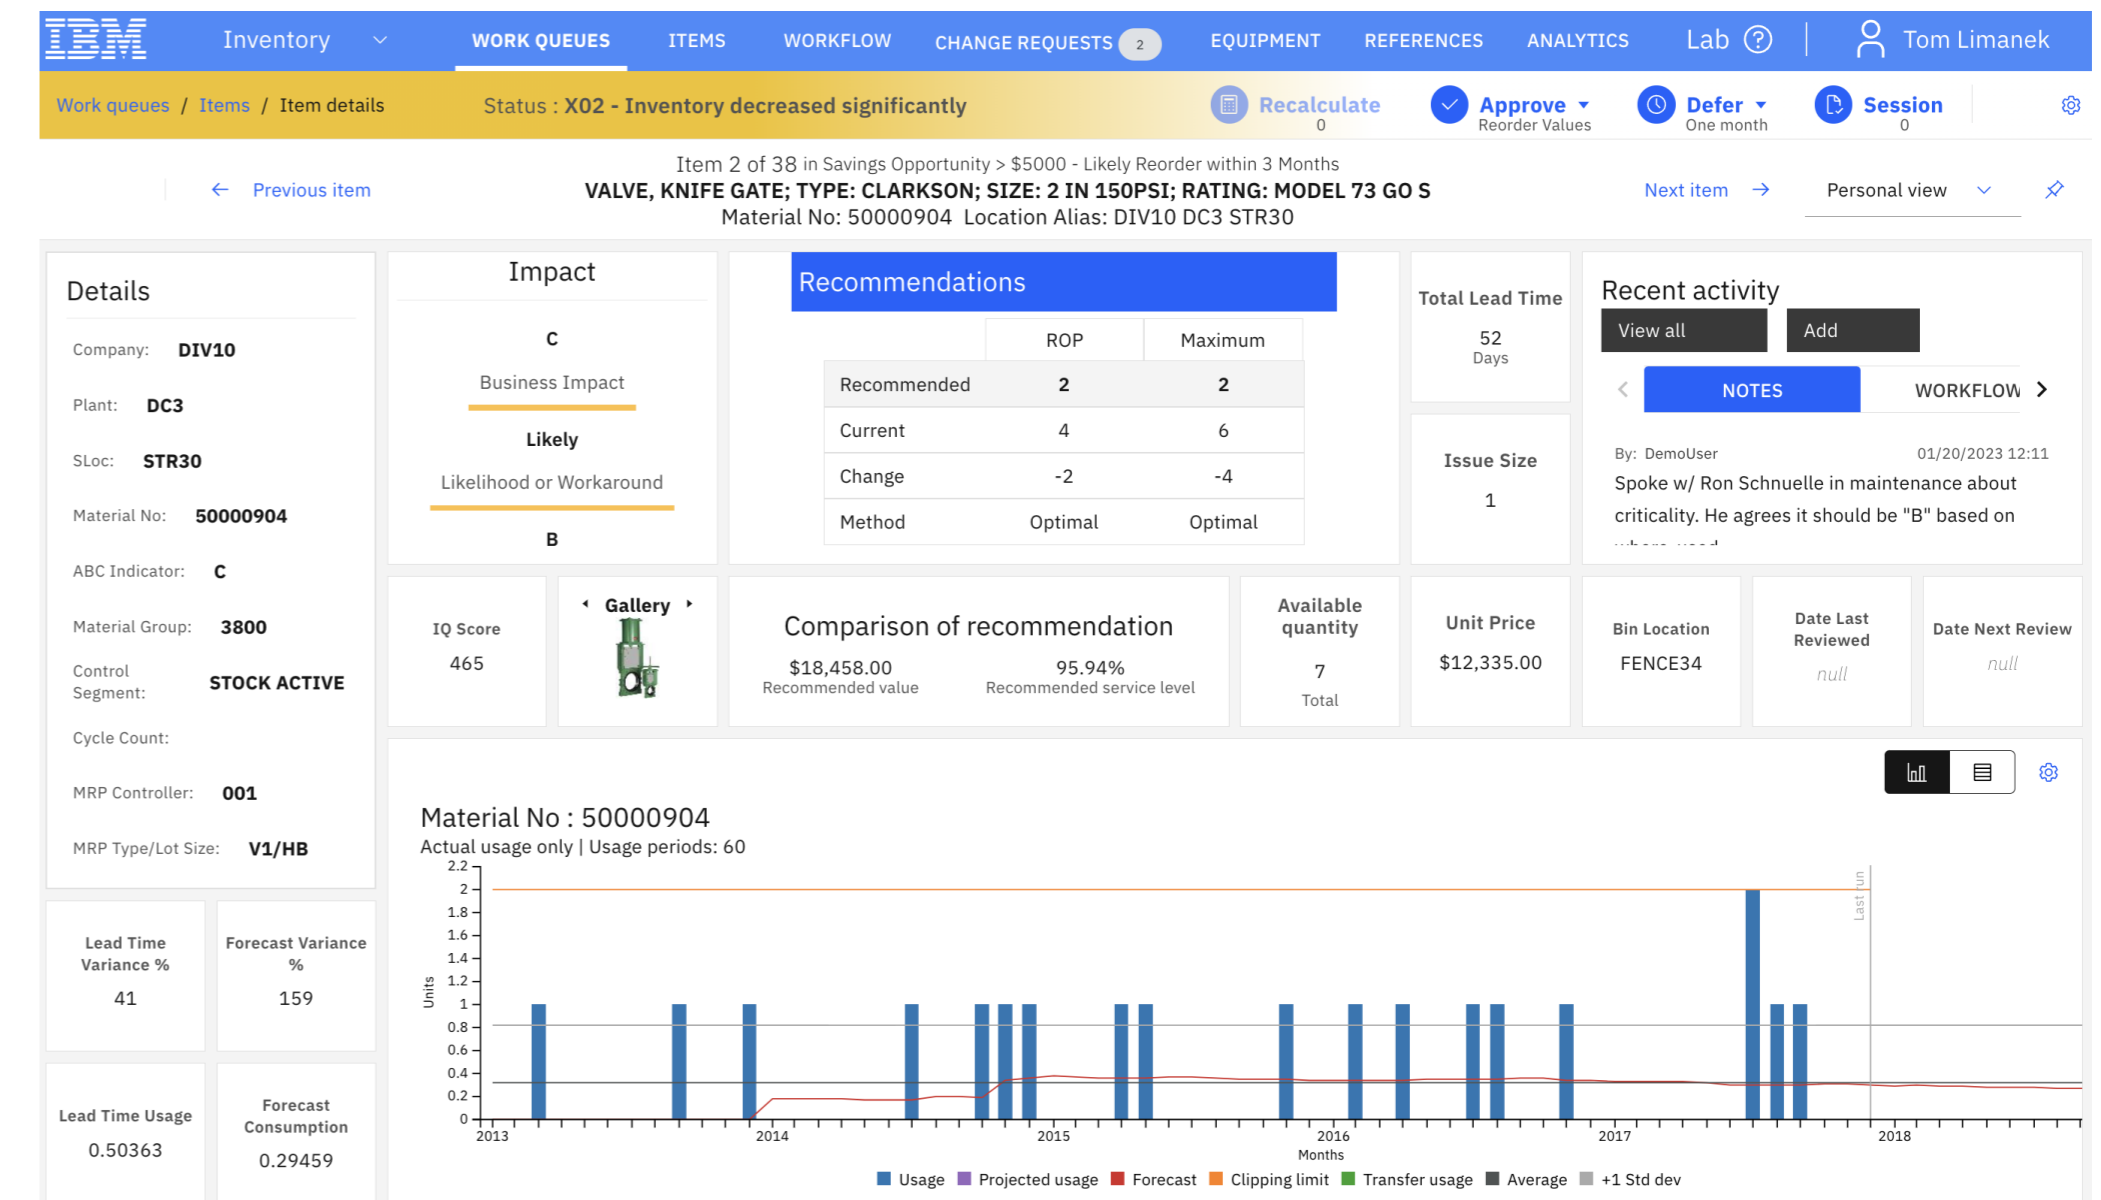 IBM
Inventory
WORK QUEUES
ITEMS
WORKFLOW
CHANGE REQUESTS 2
EQUIPMENT
REFERENCES
ANALYTICS
Lab
Tom Limanek
Work queues / Items / Item details
Status : X02 - Inventory decreased significantly
Recalculate
0
Approve
Reorder Values
Defer
One month
Session
0
Previous item
Item 2 of 38 in Savings Opportunity > $5000 - Likely Reorder within 3 Months
VALVE, KNIFE GATE; TYPE: CLARKSON; SIZE: 2 IN 150PSI; RATING: MODEL 73 GO S
Material No: 50000904 Location Alias: DIV10 DC3 STR30
Next item
Personal view
Details
Company: DIV10
Plant: DC3
SLoc: STR30
Material No: 50000904
ABC Indicator: C
Material Group: 3800
Control Segment: STOCK ACTIVE
Cycle Count:
MRP Controller: 001
MRP Type/Lot Size: V1/HB
Impact
C
Business Impact
Likely
Likelihood or Workaround
B
Recommendations
ROP Maximum
Recommended 2 2
Current 4 6
Change -2 -4
Method Optimal Optimal
Total Lead Time
52
Days
Issue Size
1
Recent activity
View all
Add
NOTES
WORKFLOW
By: DemoUser 01/20/2023 12:11
Spoke w/ Ron Schnuelle in maintenance about
criticality. He agrees it should be "B" based on
IQ Score
465
Gallery
Comparison of recommendation
$18,458.00
Recommended value
95.94%
Recommended service level
Available
quantity
7
Total
Unit Price
$12,335.00
Bin Location
FENCE34
Date Last
Reviewed
null
Date Next Review
null
Lead Time
Variance %
41
Forecast Variance
%
159
Lead Time Usage
0.50363
Forecast
Consumption
0.29459
Material No : 50000904
Actual usage only | Usage periods: 60
2.2
2
1.8
1.6
1.4
1.2
1
0.8
0.6
0.4
0.2
0
Units
Last run
2013 2014 2015 2016 2017 2018
Months
Usage Projected usage Forecast Clipping limit Transfer usage Average +1 Std dev